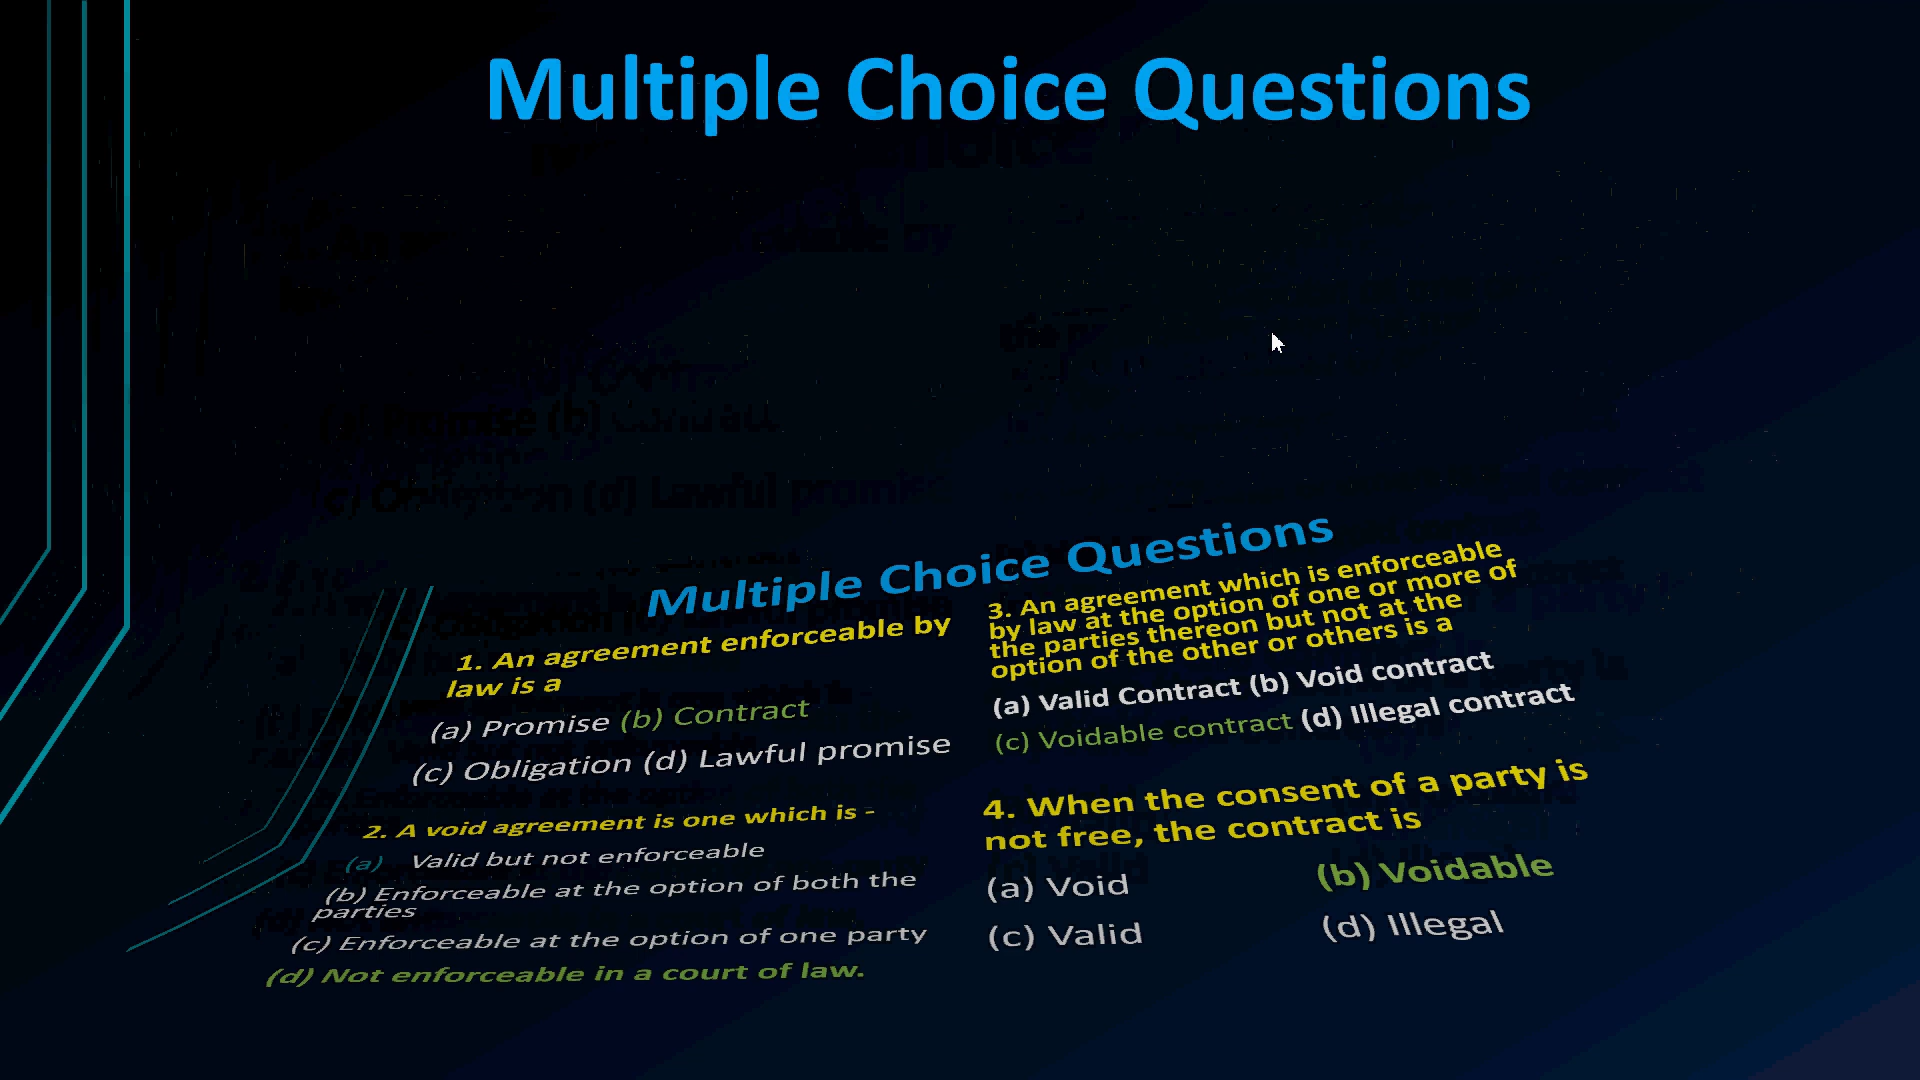 Multiple Choice Questions
Multiple Choice Questions
1. An agreement enforceable by
law is a
(a) Promise (b) Contract
(c) Obligation (d) Lawful promise
2. A void agreement is one which is -
(a) Valid but not enforceable
(b) Enforceable at the option of both the
parties
(c) Enforceable at the option of one party
(d) Not enforceable in a court of law.
3. An agreement which is enforceable
by law at the option of one or more of
the parties thereon but not at the
option of the other or others is a
(a) Valid Contract (b) Void contract
(c) Voidable contract (d) Illegal contract
4. When the consent of a party is
not free, the contract is
(a) Void (b) Voidable
(c) Valid (d) Illegal